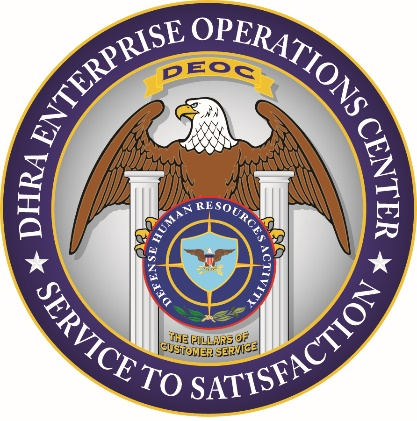 DHRA ENTERPRISE OPERATIONS CENTER
DEOC
DEFENSE HUMAN RESOURCES ACTIVITY
THE PILLARS OF
CUSTOMER SERVICE
SERVICE TO SATISFACTION